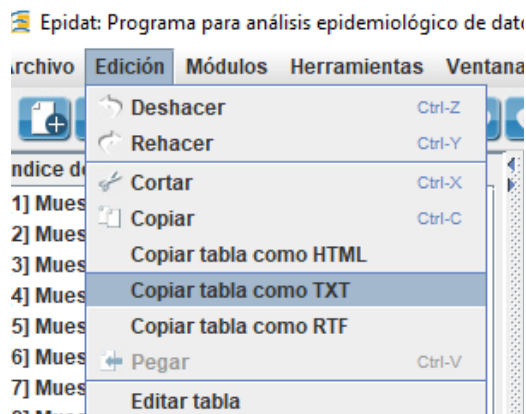 Epidat: Programa para análisis epidemiológico de dato
Archivo Edición Módulos Herramientas Ventana
Deshacer Ctrl-Z
Rehacer Ctrl-Y
ndice de
Cortar Ctrl-X
1] Mues
Copiar Ctrl-C
2] Mues
Copiar tabla como HTML
3] Mues
Copiar tabla como TXT
4] Mues
Copiar tabla como RTF
5] Mues
Pegar Ctrl-V
6] Mues
7] Mues
Editar tabla